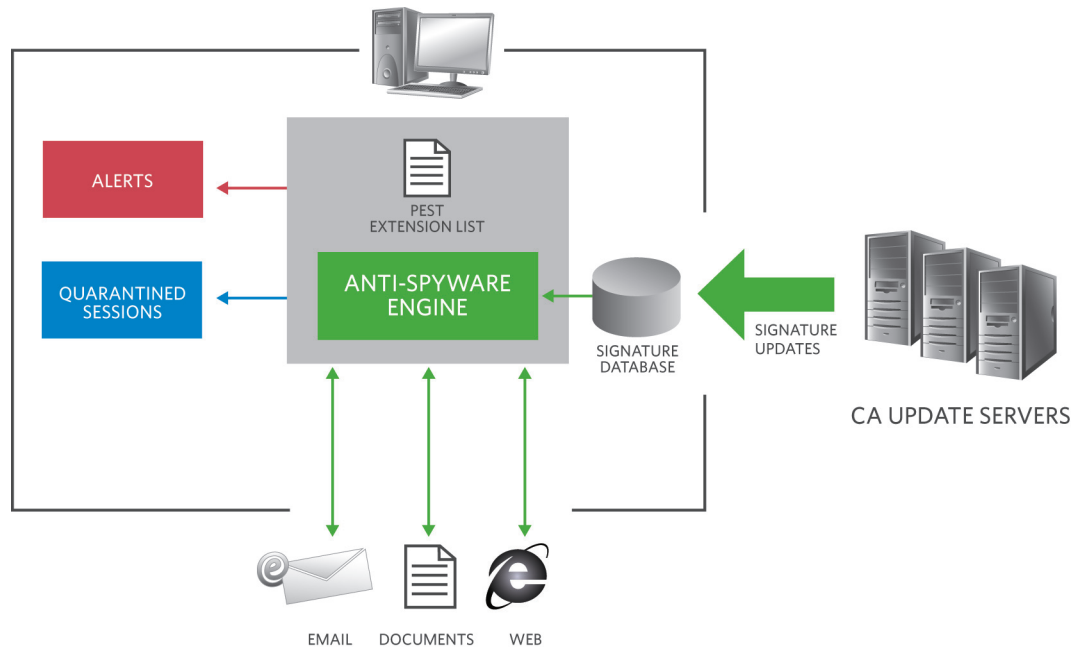 ALERTS
PEST
EXTENSION LIST
QUARANTINED
SESSIONS
ANTI-SPYWARE
ENGINE
SIGNATURE
DATABASE
SIGNATURE
UPDATES
CA UPDATE SERVERS
EMAIL
DOCUMENTS
WEB